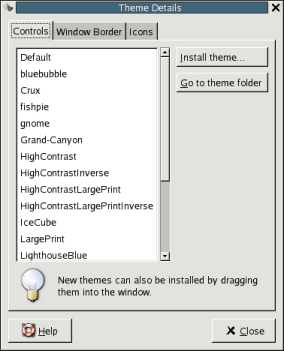 Theme Details
Controls
Window Border
Icons
Default
bluebubble
Crux
fishpie
gnome
Grand-Canyon
HighContrast
HighContrastInverse
HighContrastLargePrint
HighContrastLargePrintInverse
IceCube
LargePrint
LighthouseBlue
Install theme...
Go to theme folder
New themes can also be installed by dragging
them into the window.
Help
Close